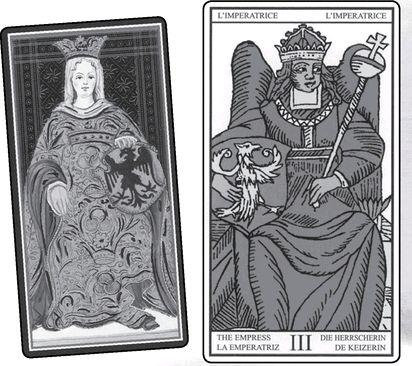 L'IMPERATRICE L'IMPERATRICE
THE EMPRESS III DIE HERRSCHERIN
LA EMPERATRIZ DE KEIZERIN